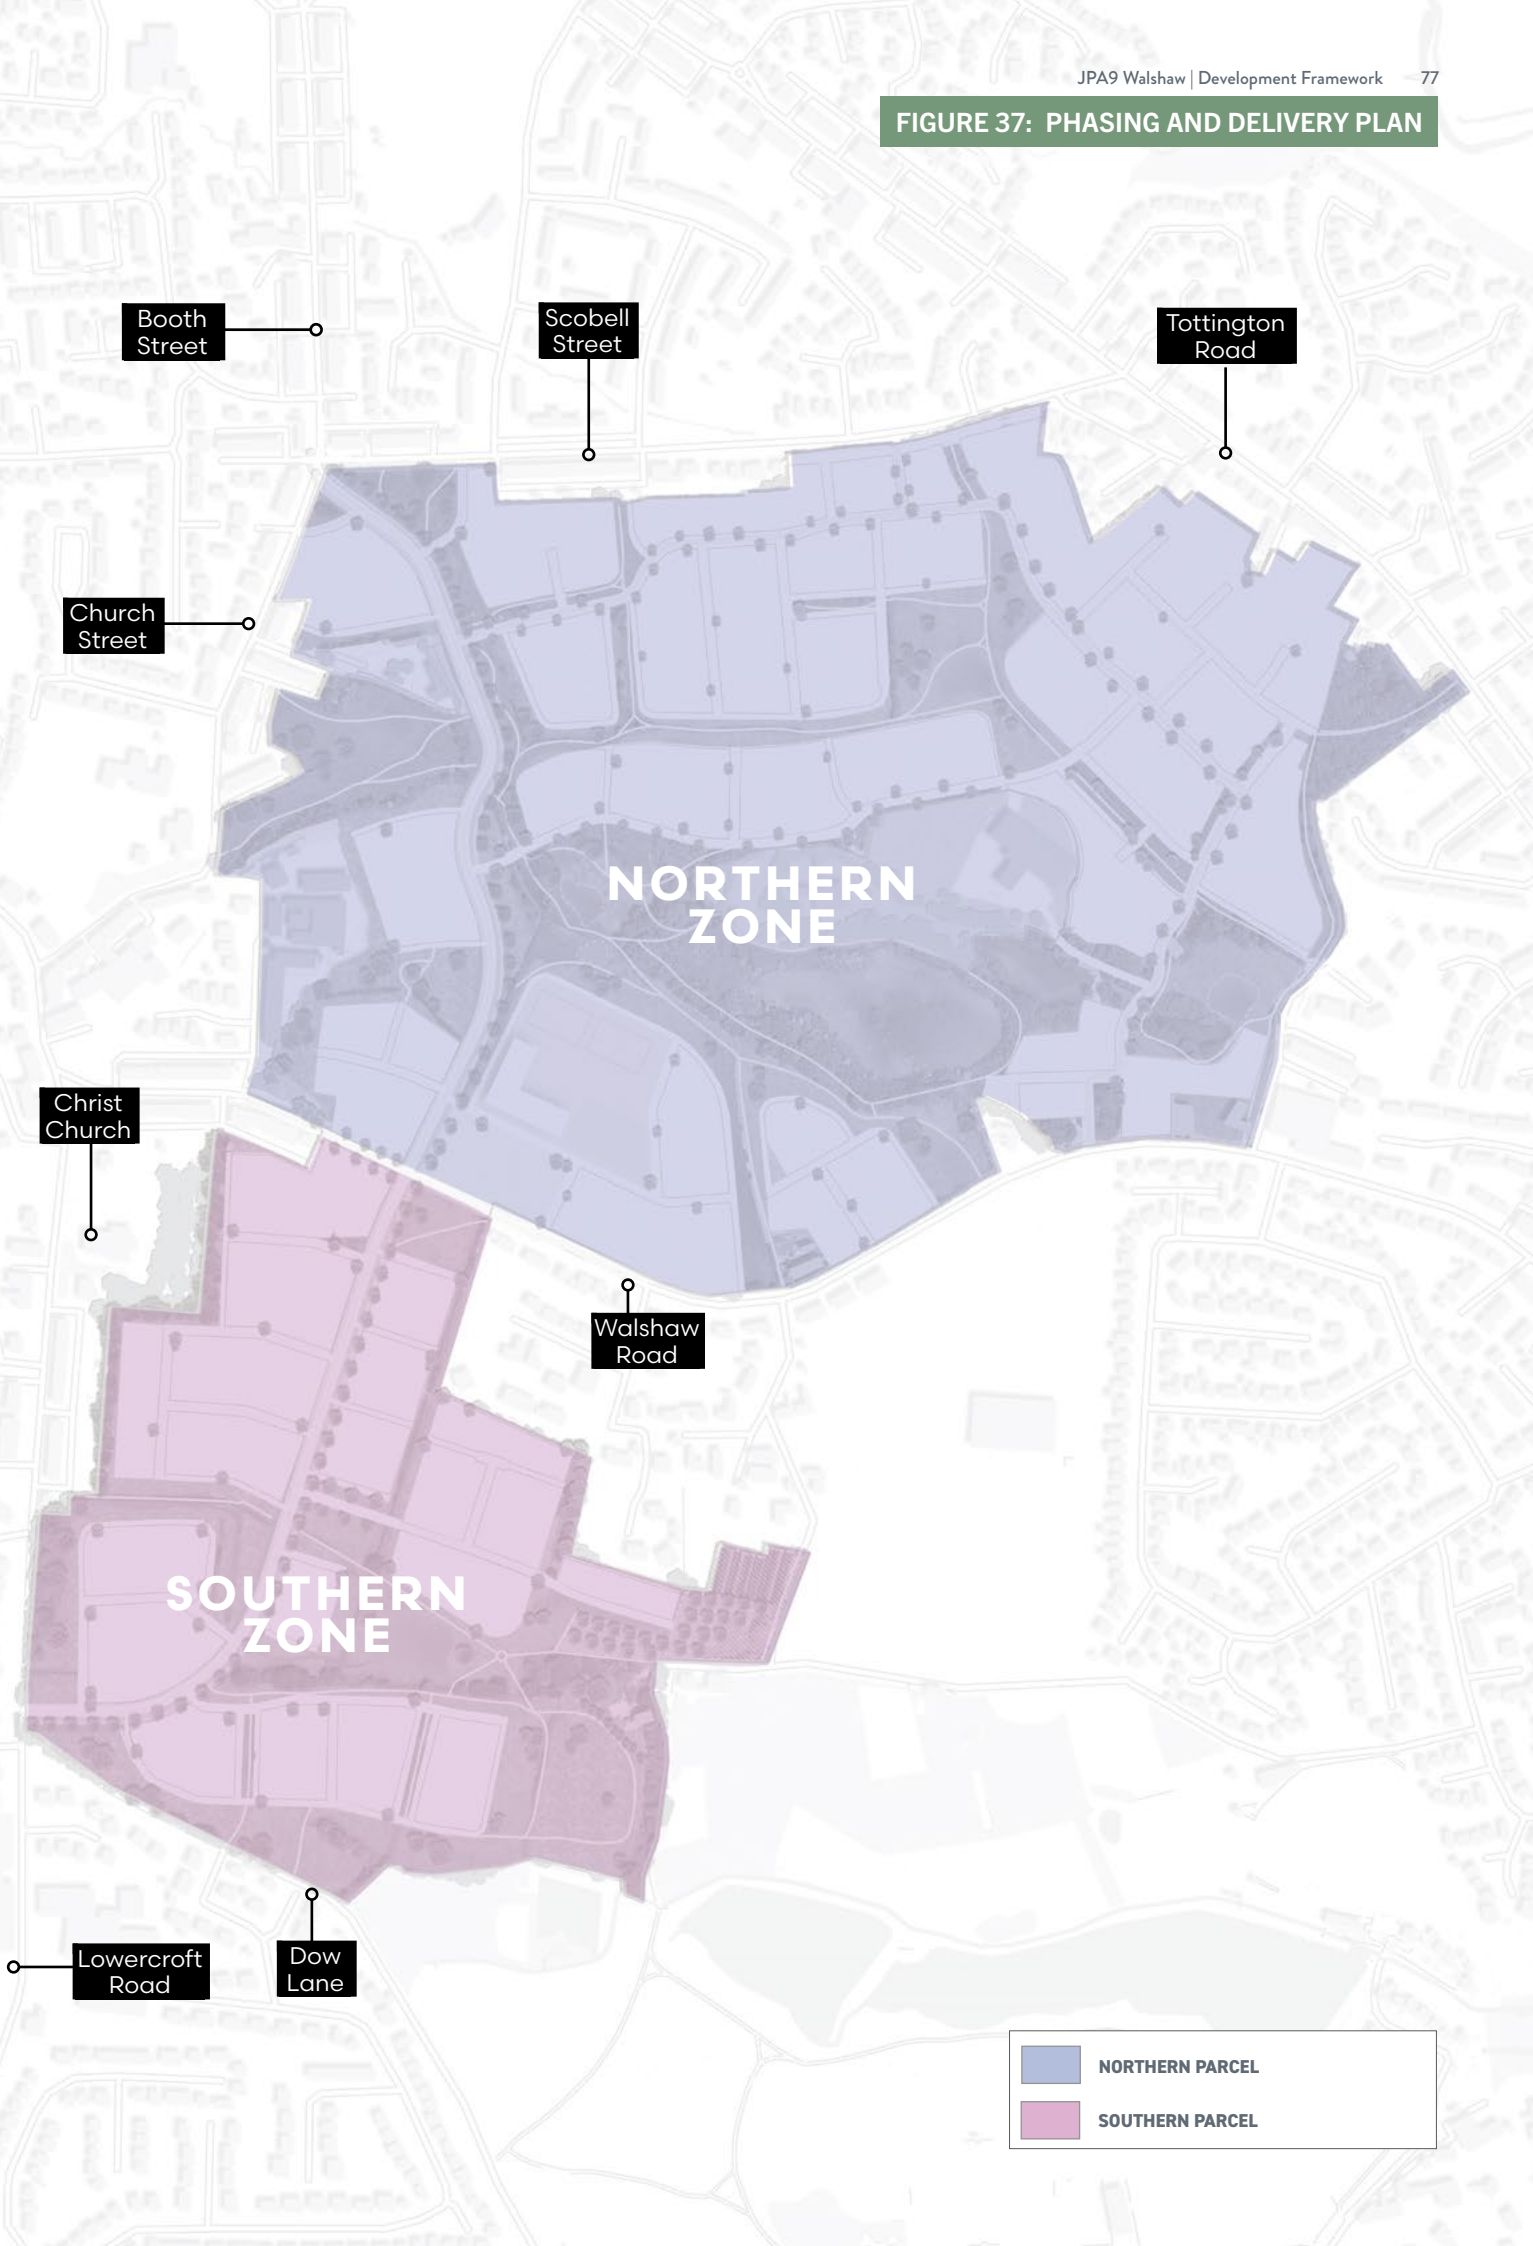 JPA9 Walshaw | Development Framework 77
FIGURE 37: PHASING AND DELIVERY PLAN
Booth
Street
Scobell
Street
Tottington
Road
Church
Street
NORTHERN
ZONE
Christ
Church
Walshaw
Road
SOUTHERN
ZONE
Lowercroft
Road
Dow
Lane
NORTHERN PARCEL
SOUTHERN PARCEL